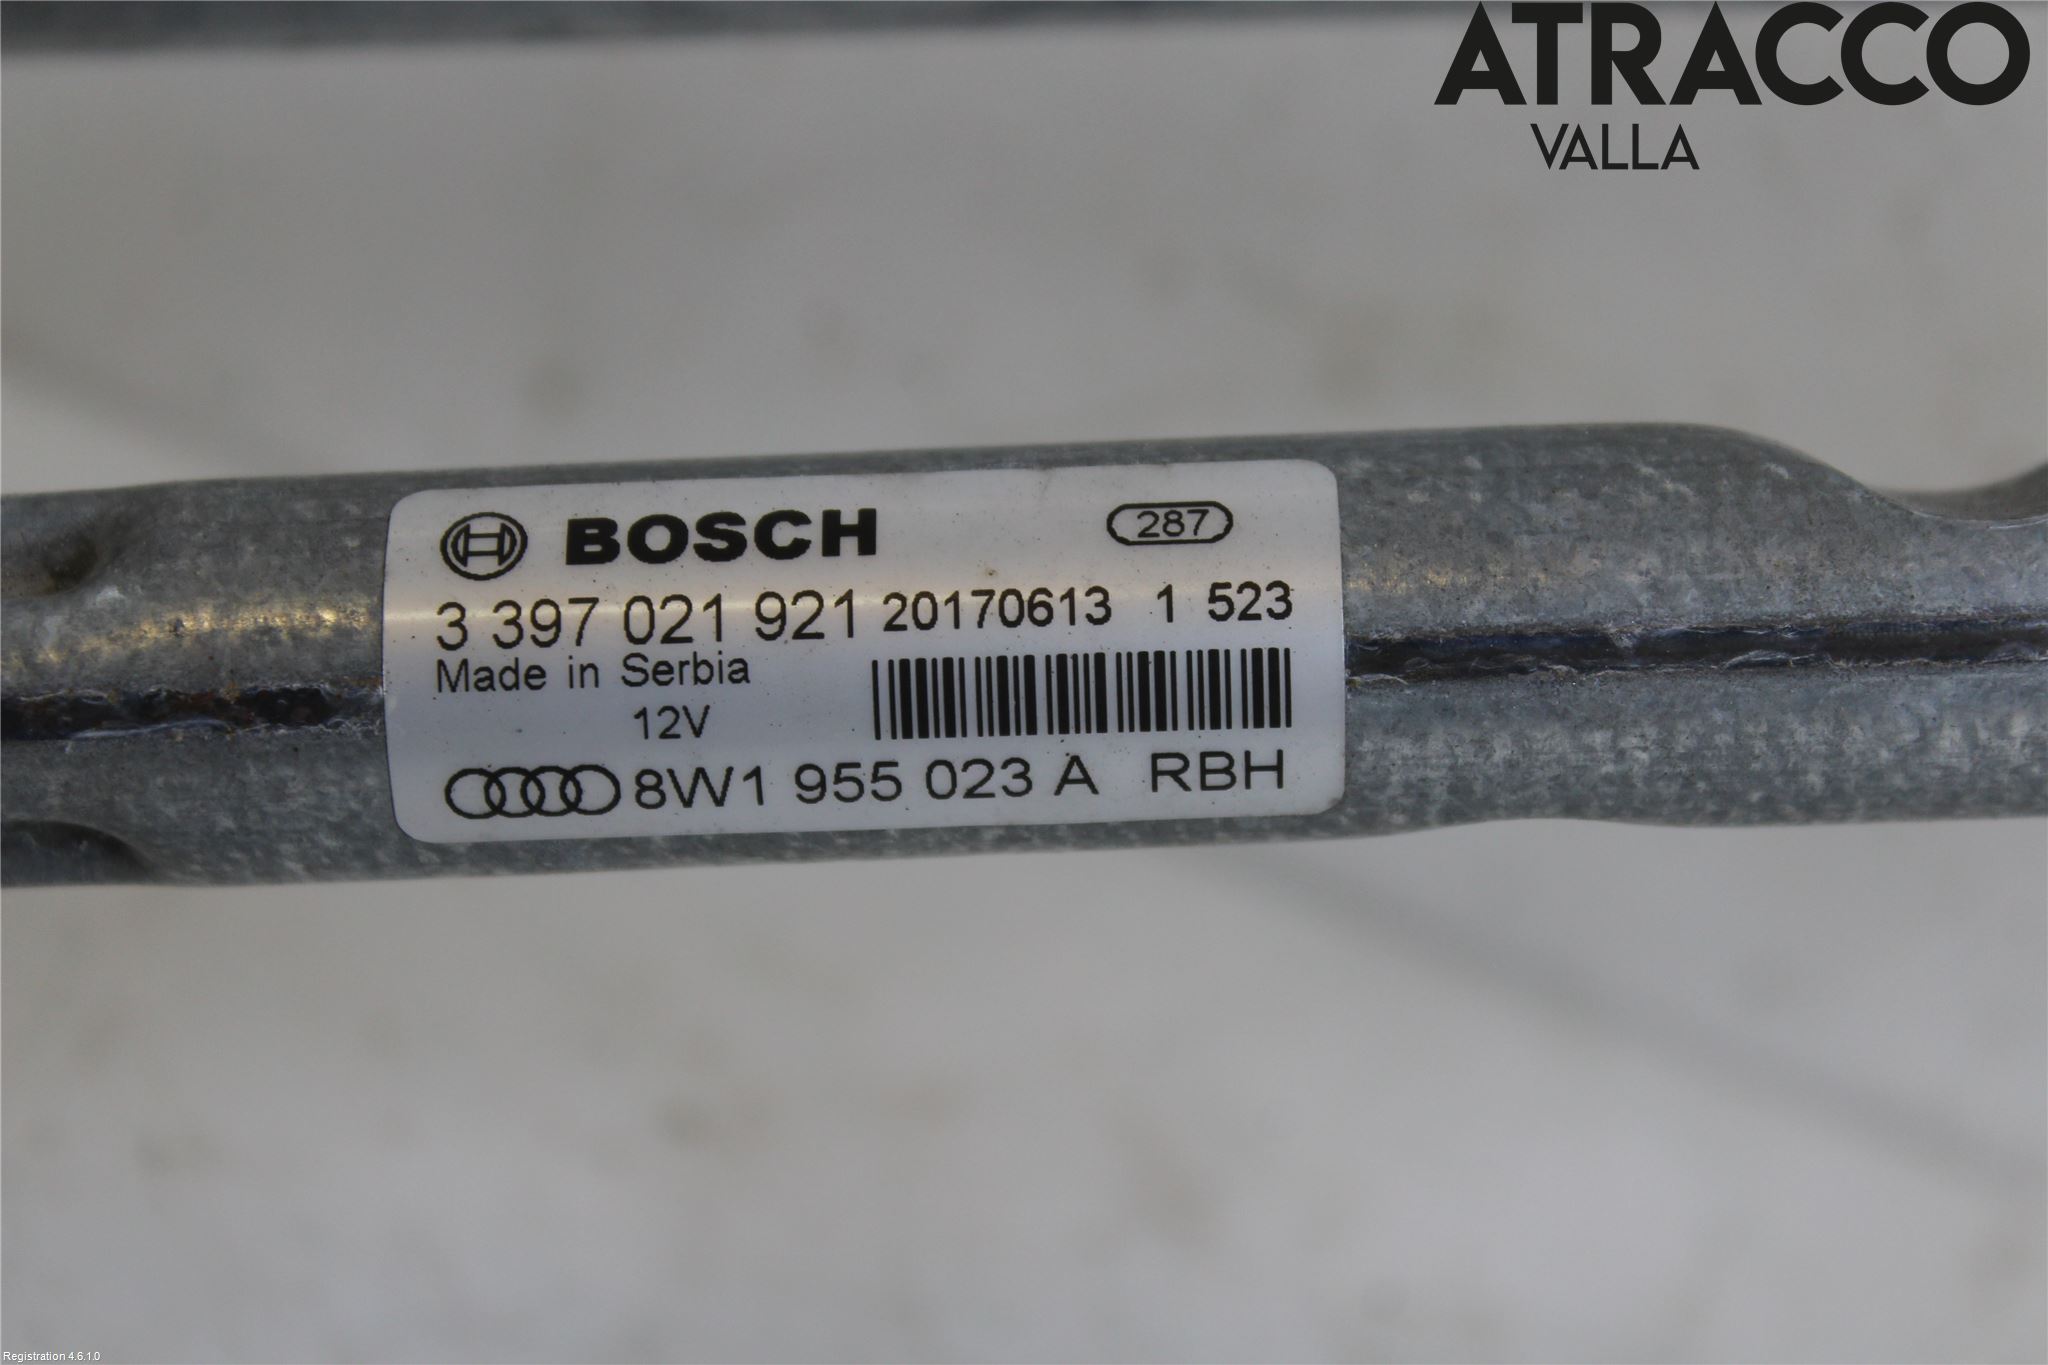 ATRACCO
VALLA
BOSCH 287
3 397 021 921 20170613 1 523
Made in Serbia
12V
8W1 955 023 A RBH
Registration 4.6.1.0